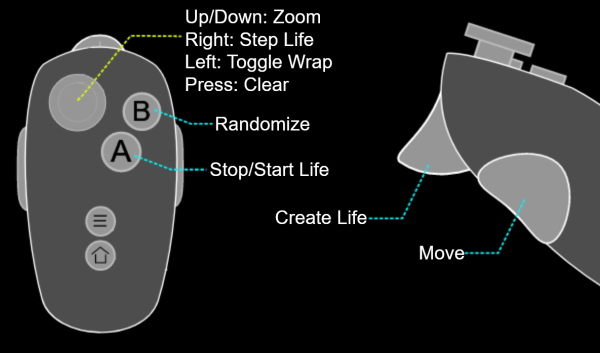 Up/Down: Zoom
Right: Step Life
Left: Toggle Wrap
Press: Clear
B
Randomize
A
Stop/Start Life
Create Life
Move